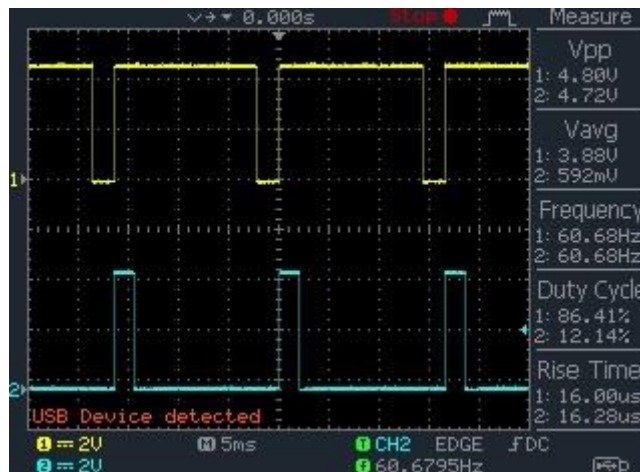 0.000s Stop Measure
Vpp
1: 4.80V
2: 4.72V
Vavg
1: 3.88V
2: 592mV
Frequency
1: 60.68Hz
2: 60.68Hz
Duty Cycle
1: 86.41%
2: 12.14%
Rise Time
1: 16.00us
2: 16.28us
1
2
USB Device detected
1 2V M 5ms T CH2 EDGE DC
2 2V f 60.6795Hz